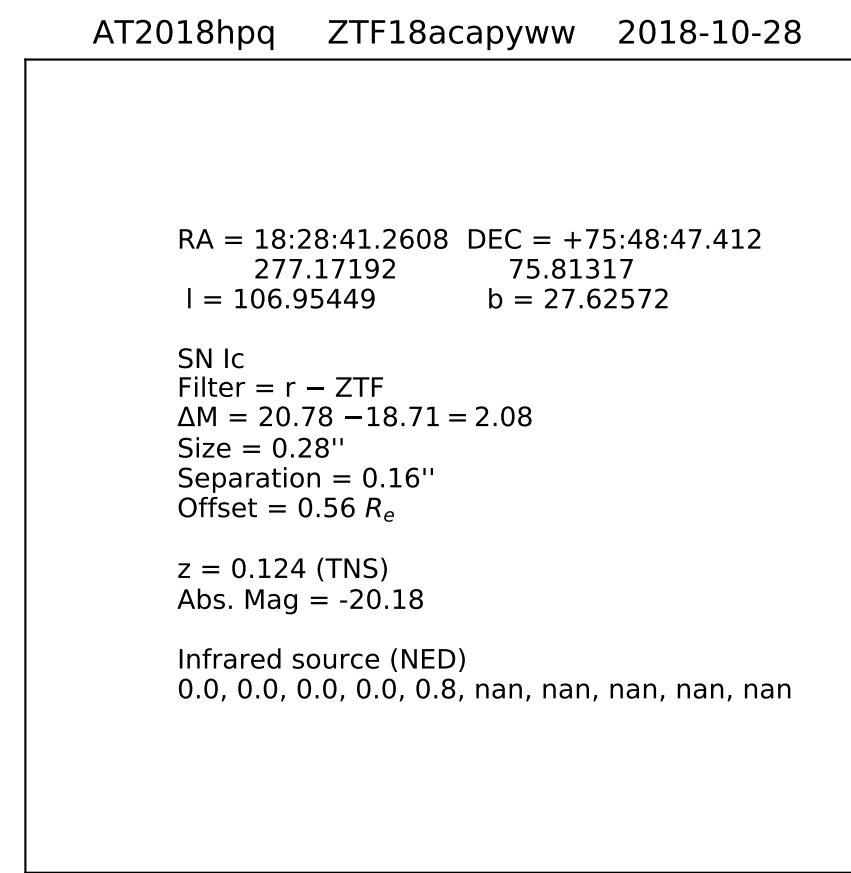 AT2018hpq ZTF18acapyww 2018-10-28
RA = 18:28:41.2608 DEC = +75:48:47.412
277.17192 75.81317
l = 106.95449 b = 27.62572
SN Ic
Filter = r − ZTF
ΔM = 20.78 −18.71 = 2.08
Size = 0.28''
Separation = 0.16''
Offset = 0.56 Rₑ
z = 0.124 (TNS)
Abs. Mag = -20.18
Infrared source (NED)
0.0, 0.0, 0.0, 0.0, 0.8, nan, nan, nan, nan, nan